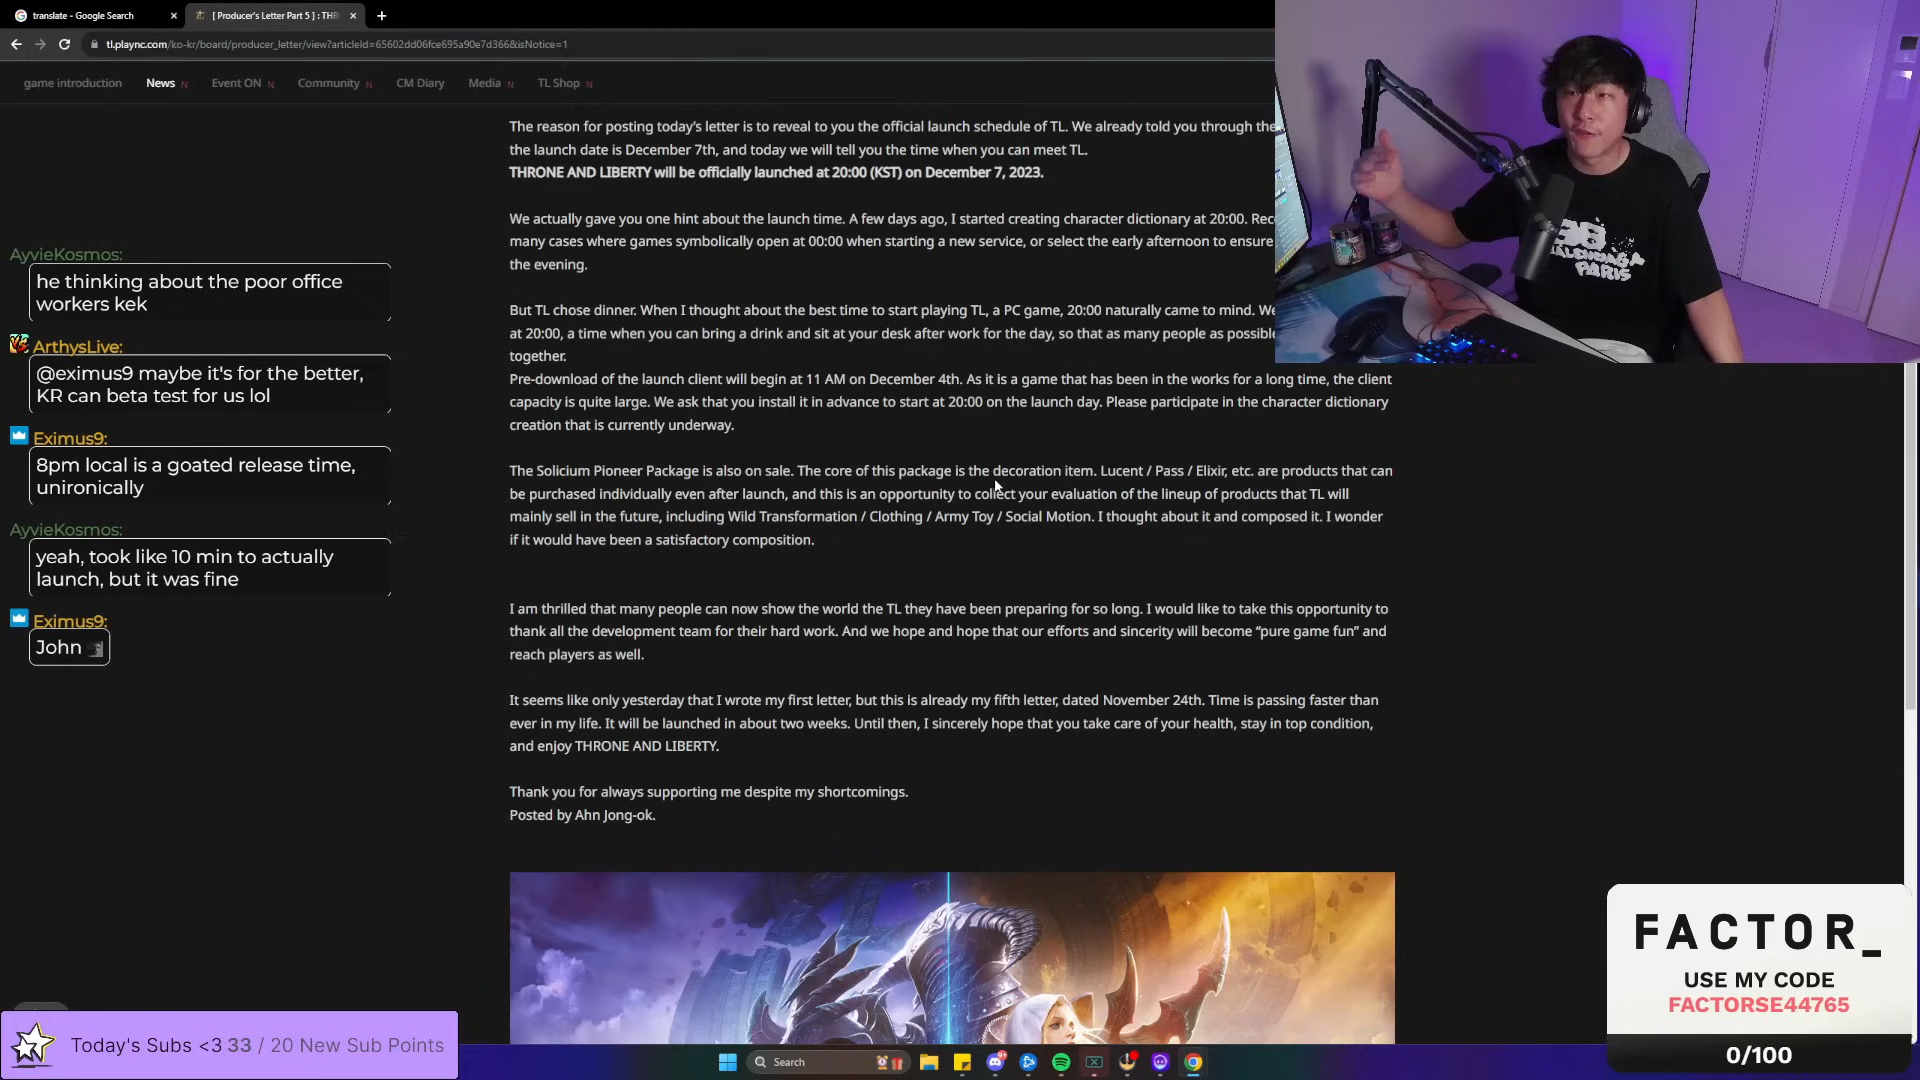 translate - Google Search
[ Producer's Letter Part 5 ] : THR
tl.plaync.com/ko-kr/board/producer_letter/view?articleId=65602dd06fce695a90e7d366&isNotice=1
game introduction
News N
Event ON N
Community N
CM Diary
Media N
TL Shop N
The reason for posting today's letter is to reveal to you the official launch schedule of TL. We already told you through the
the launch date is December 7th, and today we will tell you the time when you can meet TL.
THRONE AND LIBERTY will be officially launched at 20:00 (KST) on December 7, 2023.
We actually gave you one hint about the launch time. A few days ago, I started creating character dictionary at 20:00. Rec
many cases where games symbolically open at 00:00 when starting a new service, or select the early afternoon to ensure
the evening.
But TL chose dinner. When I thought about the best time to start playing TL, a PC game, 20:00 naturally came to mind. We
at 20:00, a time when you can bring a drink and sit at your desk after work for the day, so that as many people as possible
together.
Pre-download of the launch client will begin at 11 AM on December 4th. As it is a game that has been in the works for a long time, the client
capacity is quite large. We ask that you install it in advance to start at 20:00 on the launch day. Please participate in the character dictionary
creation that is currently underway.
The Solicium Pioneer Package is also on sale. The core of this package is the decoration item. Lucent / Pass / Elixir, etc. are products that can
be purchased individually even after launch, and this is an opportunity to collect your evaluation of the lineup of products that TL will
mainly sell in the future, including Wild Transformation / Clothing / Army Toy / Social Motion. I thought about it and composed it. I wonder
if it would have been a satisfactory composition.
I am thrilled that many people can now show the world the TL they have been preparing for so long. I would like to take this opportunity to
thank all the development team for their hard work. And we hope and hope that our efforts and sincerity will become “pure game fun” and
reach players as well.
It seems like only yesterday that I wrote my first letter, but this is already my fifth letter, dated November 24th. Time is passing faster than
ever in my life. It will be launched in about two weeks. Until then, I sincerely hope that you take care of your health, stay in top condition,
and enjoy THRONE AND LIBERTY.
Thank you for always supporting me despite my shortcomings.
Posted by Ahn Jong-ok.
AyvieKosmos:
he thinking about the poor office
workers kek
ArthysLive:
@eximus9 maybe it's for the better,
KR can beta test for us lol
Eximus9:
8pm local is a goated release time,
unironically
AyvieKosmos:
yeah, took like 10 min to actually
launch, but it was fine
Eximus9:
John
PARIS
Today's Subs <3 33 / 20 New Sub Points
Search
FACTOR_
USE MY CODE
FACTORSE44765
0/100